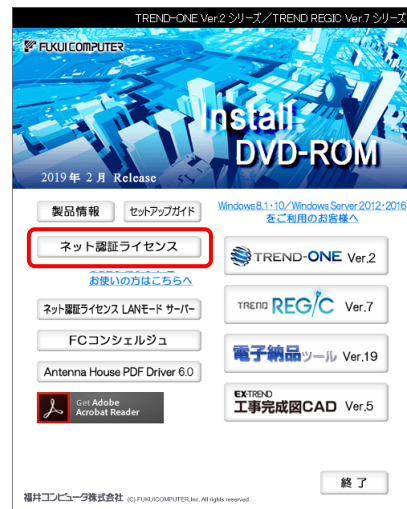 TREND-ONE Ver.2 シリーズ／TREND REGIC Ver.7 シリーズ
FUKUI COMPUTER
Install
DVD-ROM
2019年 2月 Release
製品情報
セットアップガイド
Windows8.1・10／Windows Server 2012・2016
をご利用のお客様へ
ネット認証ライセンス
お使いの方はこちらへ
ネット認証ライセンス LANモード サーバー
FCコンシェルジュ
Antenna House PDF Driver 6.0
Get Adobe
Acrobat Reader
TREND-ONE Ver.2
TREND REGIC Ver.7
電子納品ツール Ver.19
EX-TREND
工事完成図CAD Ver.5
終了
福井コンピュータ株式会社 (C) FUKUICOMPUTER,Inc. All rights reserved.